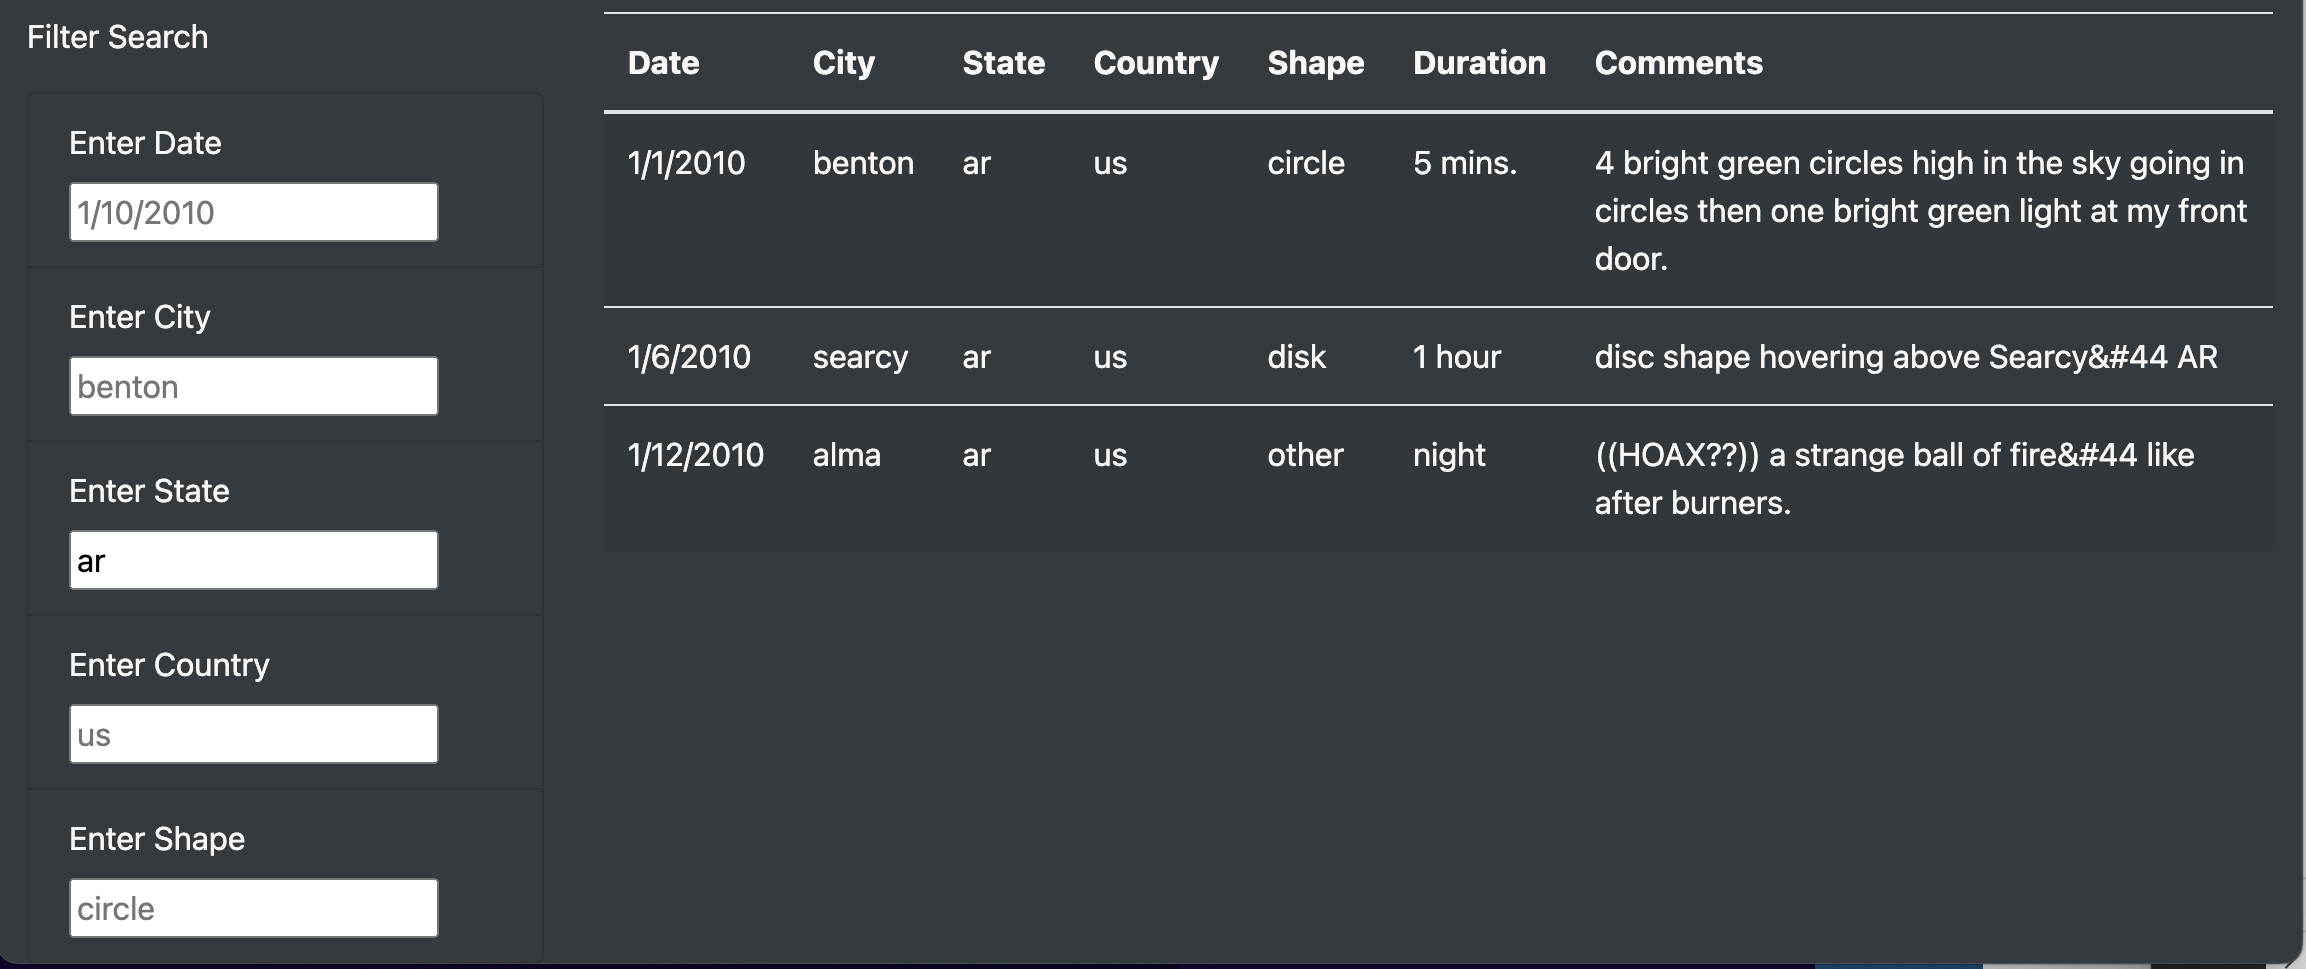 Filter Search
Enter Date
1/10/2010
Enter City
benton
Enter State
ar
Enter Country
us
Enter Shape
circle
Date City State Country Shape Duration Comments
1/1/2010 benton ar us circle 5 mins. 4 bright green circles high in the sky going in
circles then one bright green light at my front
door.
1/6/2010 searcy ar us disk 1 hour disc shape hovering above Searcy&#44 AR
1/12/2010 alma ar us other night ((HOAX??)) a strange ball of fire&#44 like
after burners.